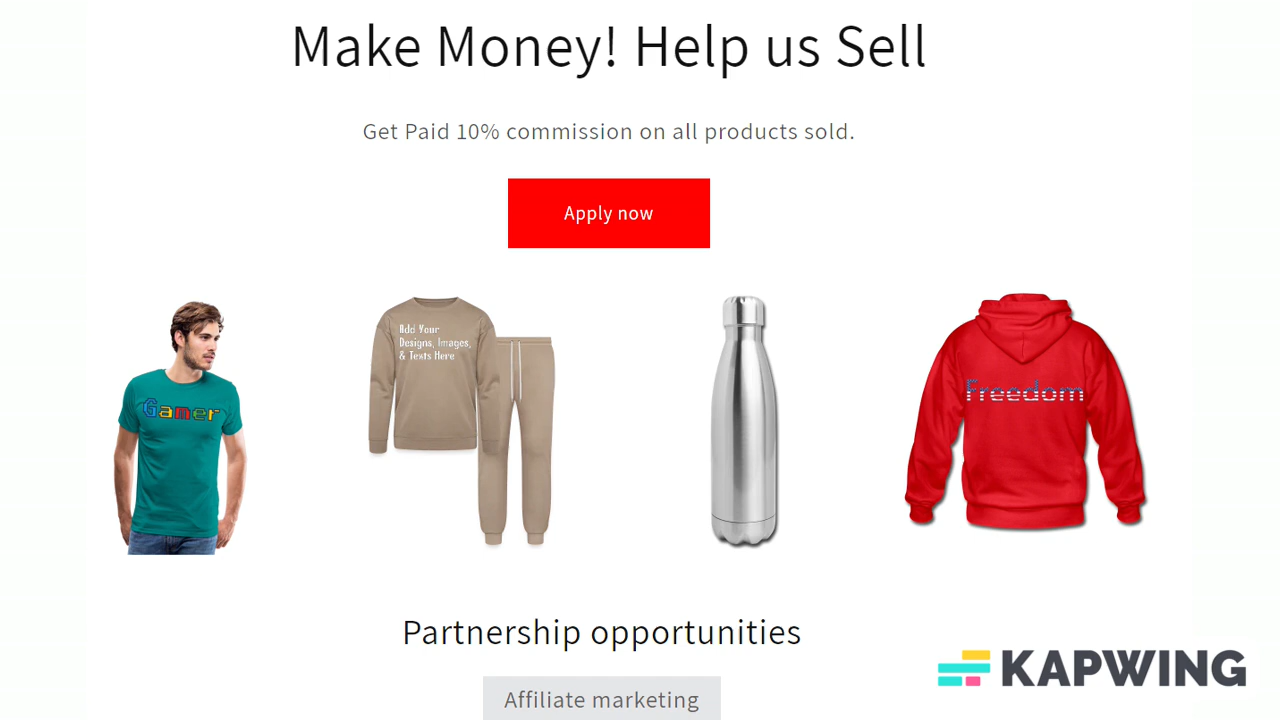 Make Money! Help us Sell
Get Paid 10% commission on all products sold.
Apply now
Gamer
Add Your
Designs, Images,
& Texts Here
Freedom
Partnership opportunities
Affiliate marketing
KAPWING